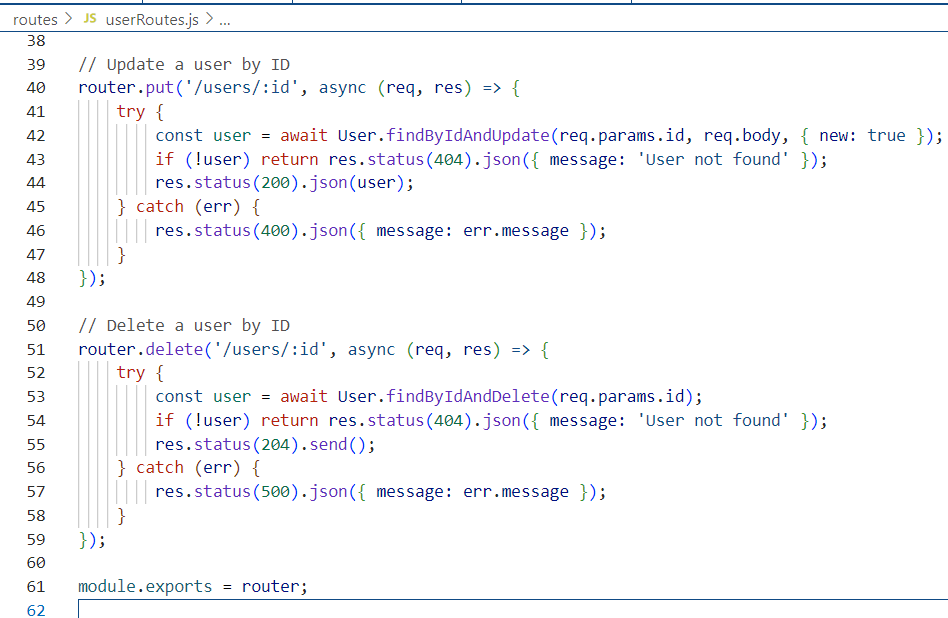 routes > JS userRoutes.js > ...
38
39 // Update a user by ID
40 router.put('/users/:id', async (req, res) => {
41     try {
42         const user = await User.findByIdAndUpdate(req.params.id, req.body, { new: true });
43         if (!user) return res.status(404).json({ message: 'User not found' });
44         res.status(200).json(user);
45     } catch (err) {
46         res.status(400).json({ message: err.message });
47     }
48 });
49
50 // Delete a user by ID
51 router.delete('/users/:id', async (req, res) => {
52     try {
53         const user = await User.findByIdAndDelete(req.params.id);
54         if (!user) return res.status(404).json({ message: 'User not found' });
55         res.status(204).send();
56     } catch (err) {
57         res.status(500).json({ message: err.message });
58     }
59 });
60
61 module.exports = router;
62